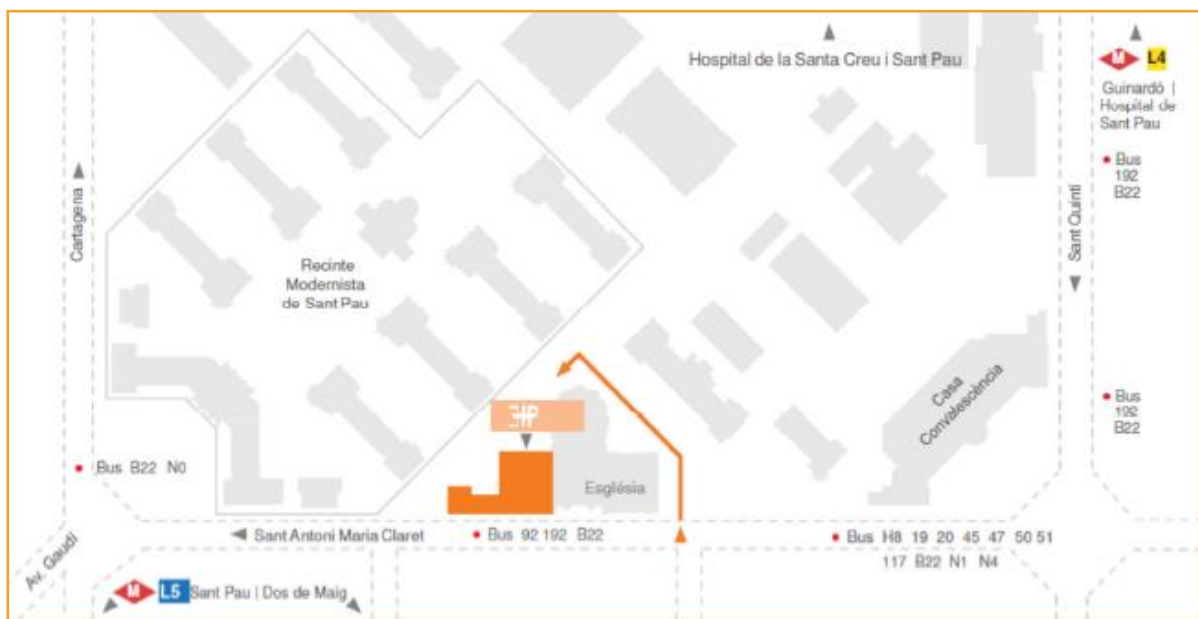 Hospital de la Santa Creu i Sant Pau
M L4
Guinardó |
Hospital de
Sant Pau
Bus
192
B22
Cartagena
Sant Quintí
Recinte
Modernista
de Sant Pau
Casa
Convalescència
Bus
192
B22
Bus B22 N0
Església
Sant Antoni Maria Claret
Bus 92 192 B22
Bus H8 19 20 45 47 50 51
117 B22 N1 N4
Av. Gaudí
M L5 Sant Pau | Dos de Maig